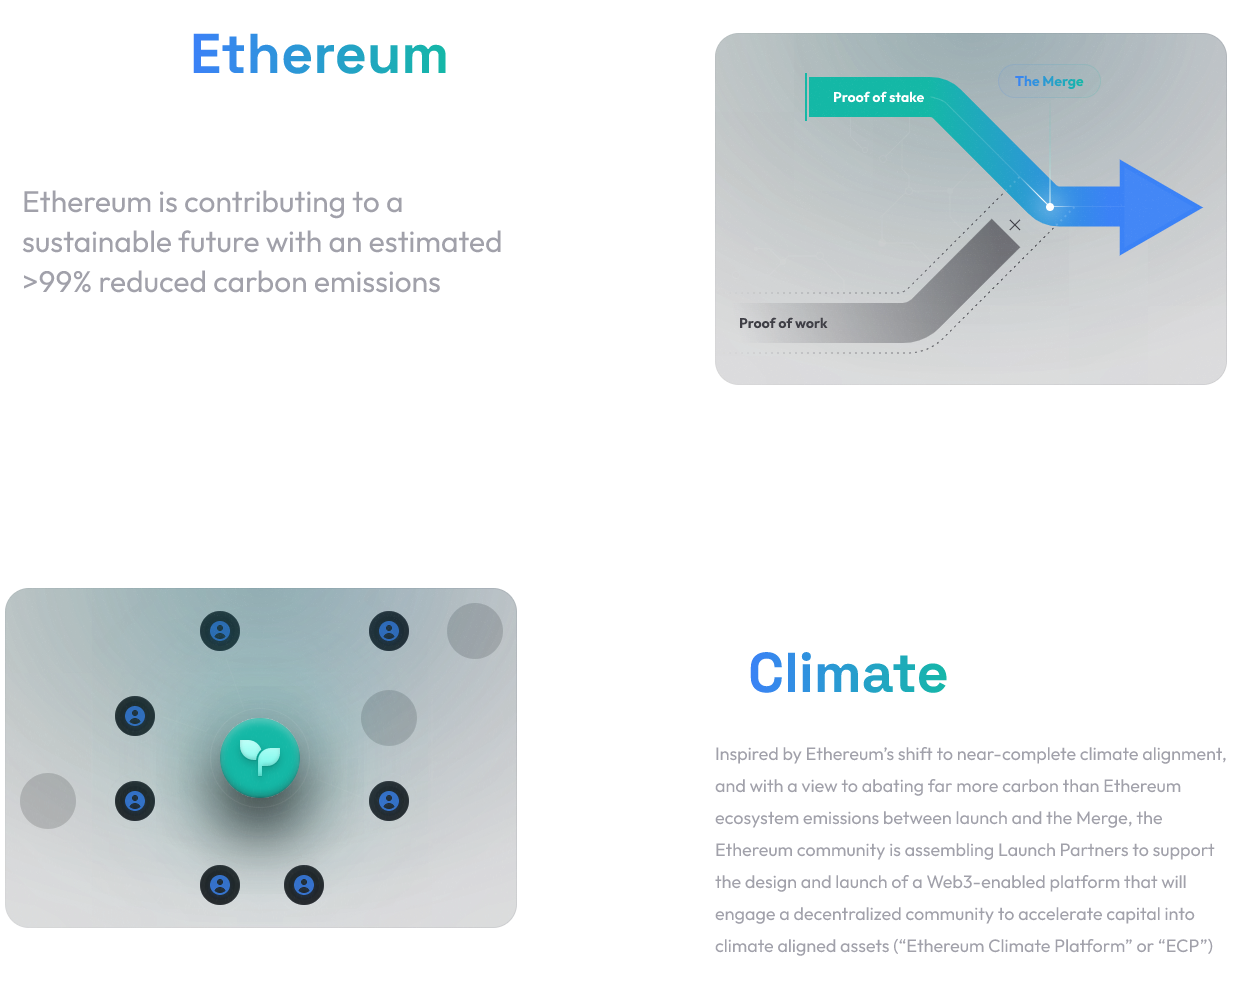 Ethereum
Ethereum is contributing to a
sustainable future with an estimated
>99% reduced carbon emissions
The Merge
Proof of stake
Proof of work
Climate
Inspired by Ethereum’s shift to near-complete climate alignment,
and with a view to abating far more carbon than Ethereum
ecosystem emissions between launch and the Merge, the
Ethereum community is assembling Launch Partners to support
the design and launch of a Web3-enabled platform that will
engage a decentralized community to accelerate capital into
climate aligned assets (“Ethereum Climate Platform” or “ECP”)